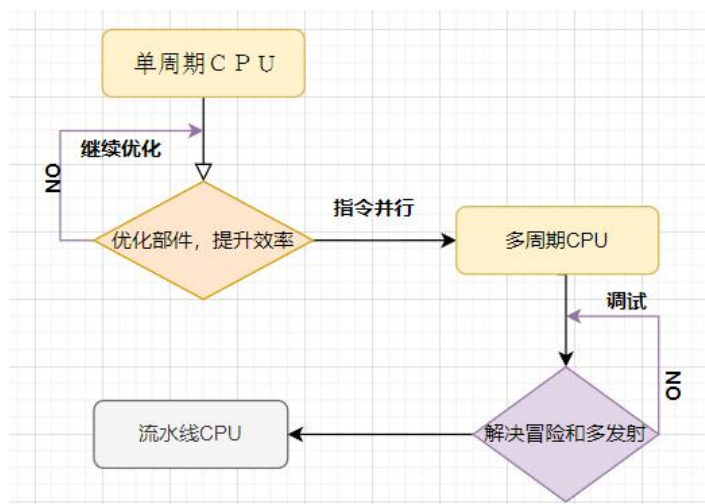 单周期ＣＰＵ
继续优化
NO
优化部件，提升效率
指令并行
多周期CPU
调试
NO
解决冒险和多发射
流水线CPU